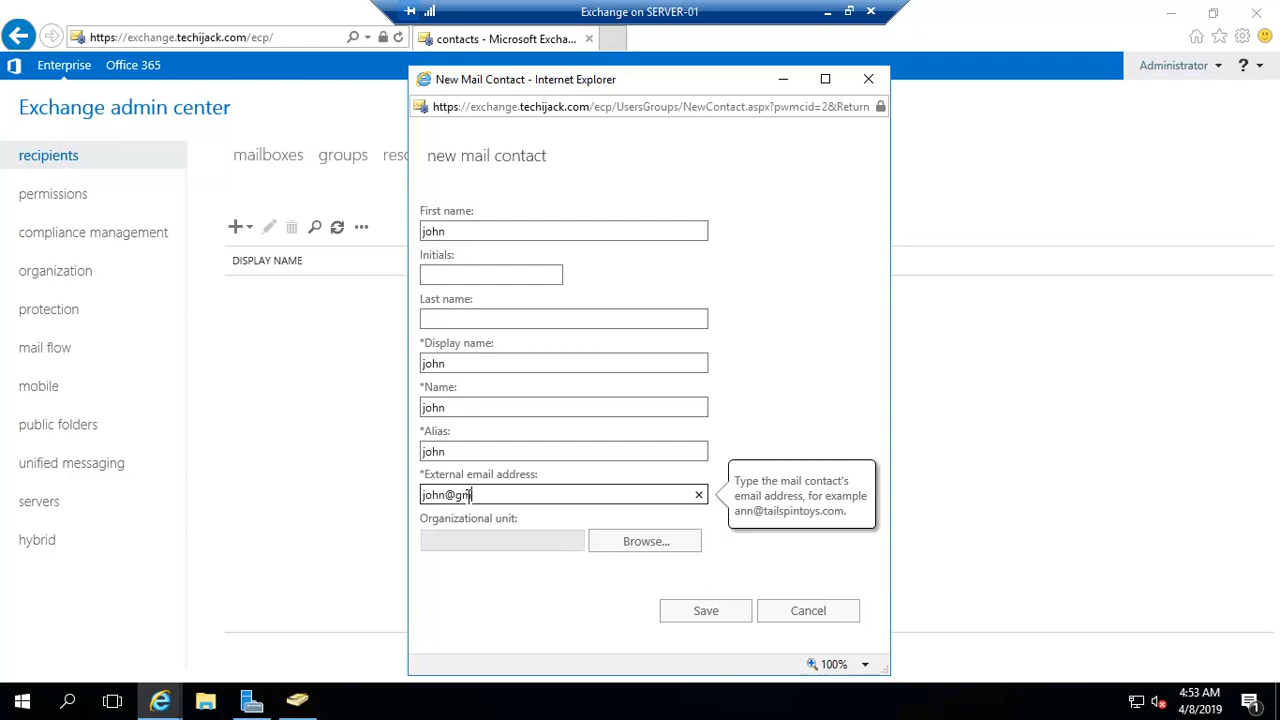 Exchange on SERVER-01
https://exchange.techijack.com/ecp/
contacts - Microsoft Excha...
Enterprise Office 365
Administrator ?
Exchange admin center
recipients
permissions
compliance management
organization
protection
mail flow
mobile
public folders
unified messaging
servers
hybrid
mailboxes groups
DISPLAY NAME
New Mail Contact - Internet Explorer
https://exchange.techijack.com/ecp/UsersGroups/NewContact.aspx?pwmcid=2&Return
new mail contact
First name:
john
Initials:
Last name:
*Display name:
john
*Name:
john
*Alias:
john
*External email address:
john@gm
Type the mail contact's
email address, for example
ann@tailspintoys.com.
Organizational unit:
Browse...
Save Cancel
100%
4:53 AM
4/8/2019
1